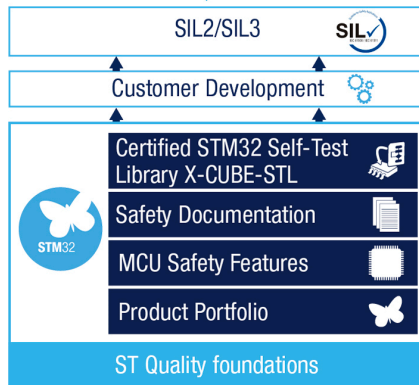 SIL2/SIL3
SIL
Customer Development
Certified STM32 Self-Test
Library X-CUBE-STL
Safety Documentation
STM32
MCU Safety Features
Product Portfolio
ST Quality foundations